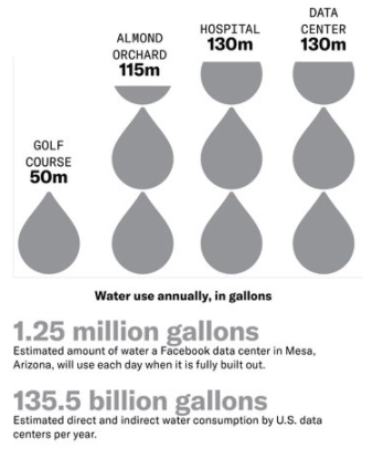 GOLF
COURSE
50m
ALMOND
ORCHARD
115m
HOSPITAL
130m
DATA
CENTER
130m
Water use annually, in gallons
1.25 million gallons
Estimated amount of water a Facebook data center in Mesa,
Arizona, will use each day when it is fully built out.
135.5 billion gallons
Estimated direct and indirect water consumption by U.S. data
centers per year.